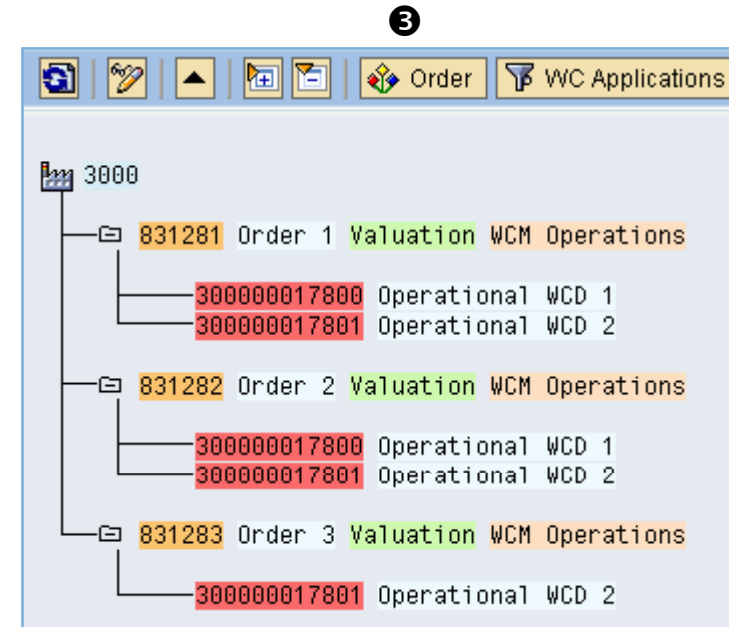 ❸
Order WC Applications
3000
831281 Order 1 Valuation WCM Operations
300000017800 Operational WCD 1
300000017801 Operational WCD 2
831282 Order 2 Valuation WCM Operations
300000017800 Operational WCD 1
300000017801 Operational WCD 2
831283 Order 3 Valuation WCM Operations
300000017801 Operational WCD 2